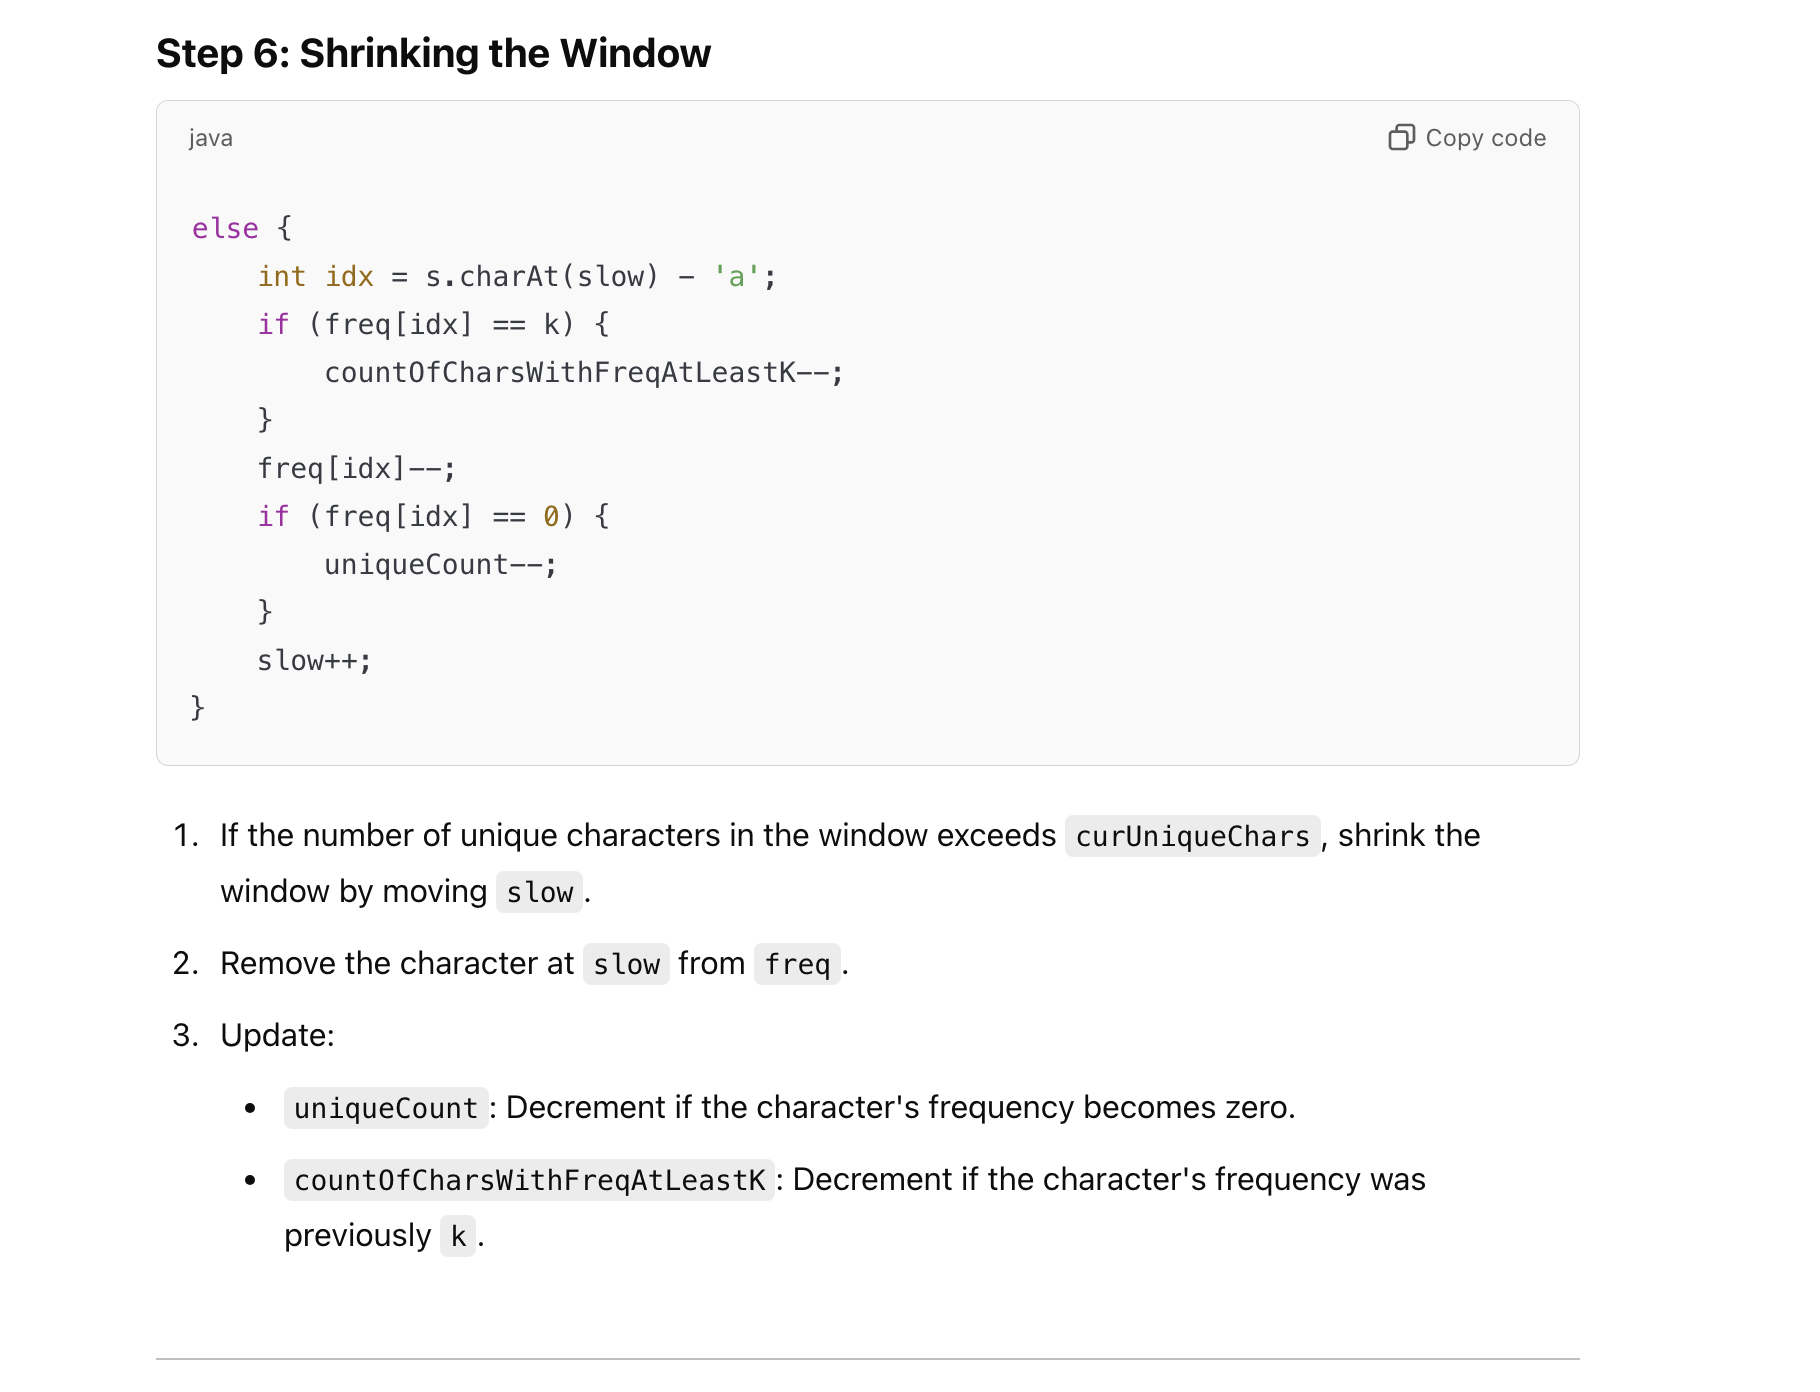 Step 6: Shrinking the Window
java
Copy code
else {
    int idx = s.charAt(slow) - 'a';
    if (freq[idx] == k) {
        countOfCharsWithFreqAtLeastK--;
    }
    freq[idx]--;
    if (freq[idx] == 0) {
        uniqueCount--;
    }
    slow++;
}
1. If the number of unique characters in the window exceeds curUniqueChars, shrink the
window by moving slow.
2. Remove the character at slow from freq.
3. Update:
• uniqueCount: Decrement if the character's frequency becomes zero.
• countOfCharsWithFreqAtLeastK: Decrement if the character's frequency was
previously k.